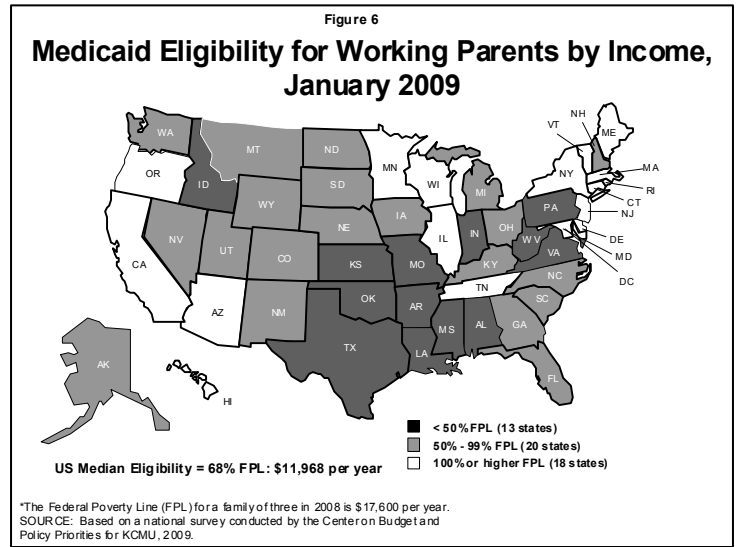 Figure 6
Medicaid Eligibility for Working Parents by Income,
January 2009
NH
VT
ME
WA
MT
ND
MN
OR
NY
MA
ID
SD
WI
MI
RI
CT
WY
PA
NJ
IA
NE
OH
DE
NV
IN
IL
UT
WV
MD
CO
VA
CA
KS
MO
KY
DC
NC
TN
OK
SC
AZ
NM
AR
MS
AL
GA
TX
LA
AK
FL
HI
< 50% FPL (13 states)
50% - 99% FPL (20 states)
100% or higher FPL (18 states)
US Median Eligibility = 68% FPL: $11,968 per year
*The Federal Poverty Line (FPL) for a family of three in 2008 is $17,600 per year.
SOURCE: Based on a national survey conducted by the Center on Budget and
Policy Priorities for KCMU, 2009.